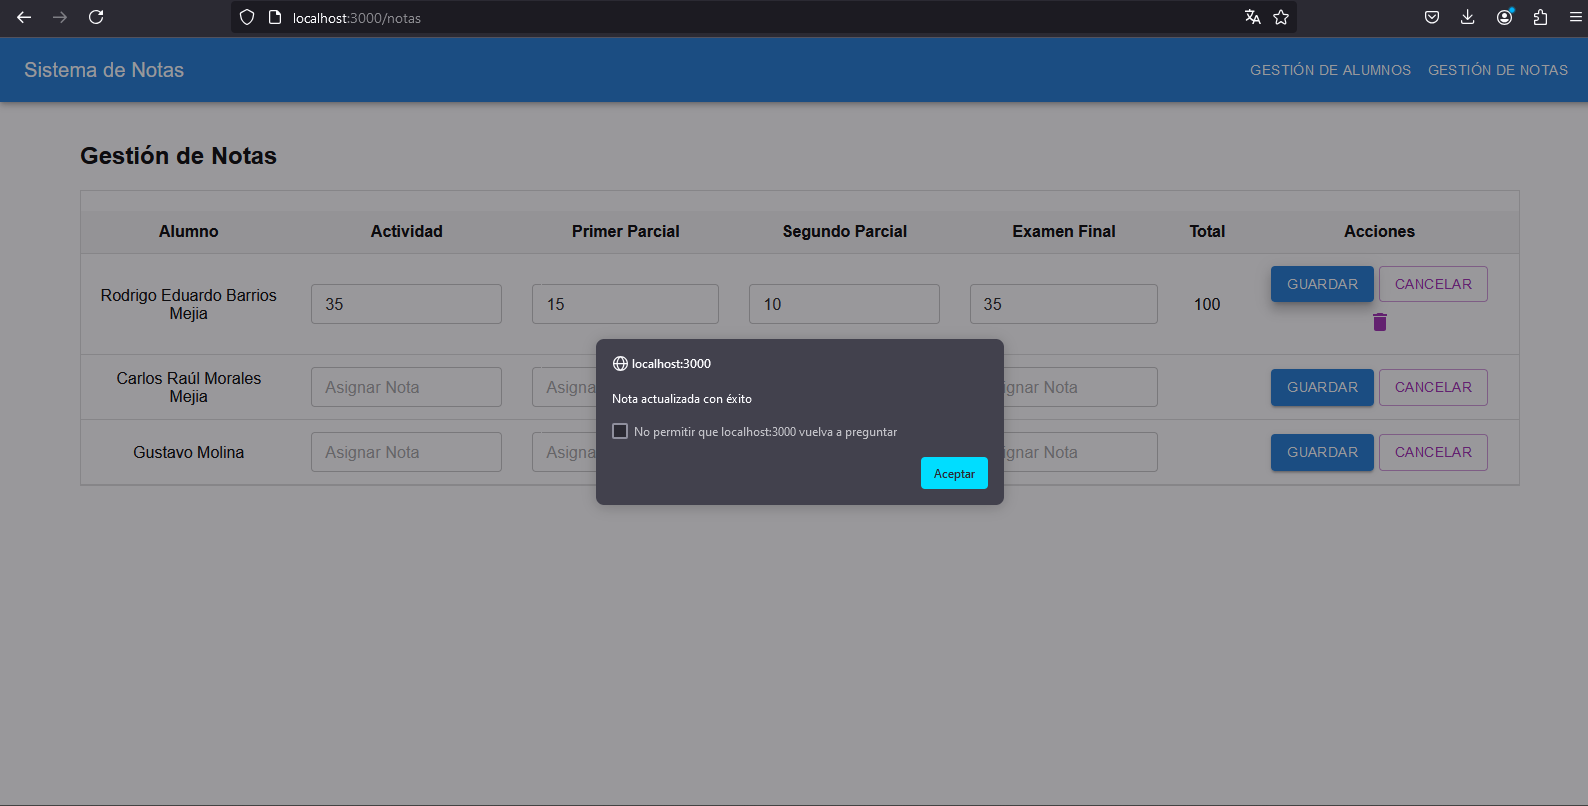 localhost:3000/notas
Sistema de Notas
GESTIÓN DE ALUMNOS
GESTIÓN DE NOTAS
Gestión de Notas
Alumno Actividad Primer Parcial Segundo Parcial Examen Final Total Acciones
Rodrigo Eduardo Barrios
Mejia
35 15 10 35 100 GUARDAR CANCELAR
Carlos Raúl Morales
Mejia
Asignar Nota Asigna ignar Nota GUARDAR CANCELAR
Gustavo Molina Asignar Nota Asigna ignar Nota GUARDAR CANCELAR
localhost:3000
Nota actualizada con éxito
No permitir que localhost:3000 vuelva a preguntar
Aceptar